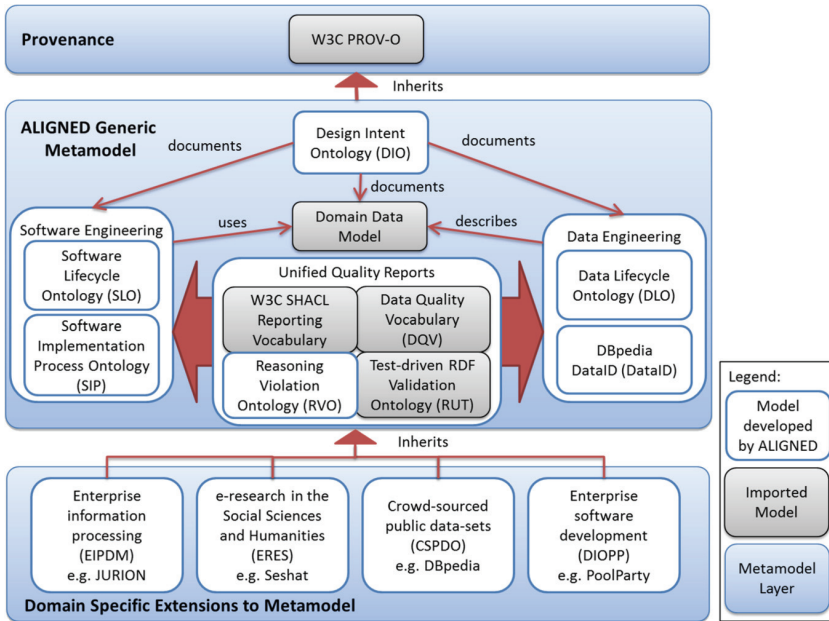 Provenance
W3C PROV-O
Inherits
ALIGNED Generic
Metamodel
Design Intent
Ontology (DIO)
documents
documents
documents
Domain Data
Model
uses
describes
Software Engineering
Software
Lifecycle
Ontology (SLO)
Software
Implementation
Process Ontology
(SIP)
Unified Quality Reports
W3C SHACL
Reporting
Vocabulary
Data Quality
Vocabulary
(DQV)
Reasoning
Violation
Ontology (RVO)
Test-driven RDF
Validation
Ontology (RUT)
Data Engineering
Data Lifecycle
Ontology (DLO)
DBpedia
DataID (DataID)
Inherits
Enterprise
information
processing
(EIPDM)
e.g. JURION
e-research in the
Social Sciences
and Humanities
(ERES)
e.g. Seshat
Crowd-sourced
public data-sets
(CSPDO)
e.g. DBpedia
Enterprise
software
development
(DIOPP)
e.g. PoolParty
Domain Specific Extensions to Metamodel
Legend:
Model
developed
by ALIGNED
Imported
Model
Metamodel
Layer